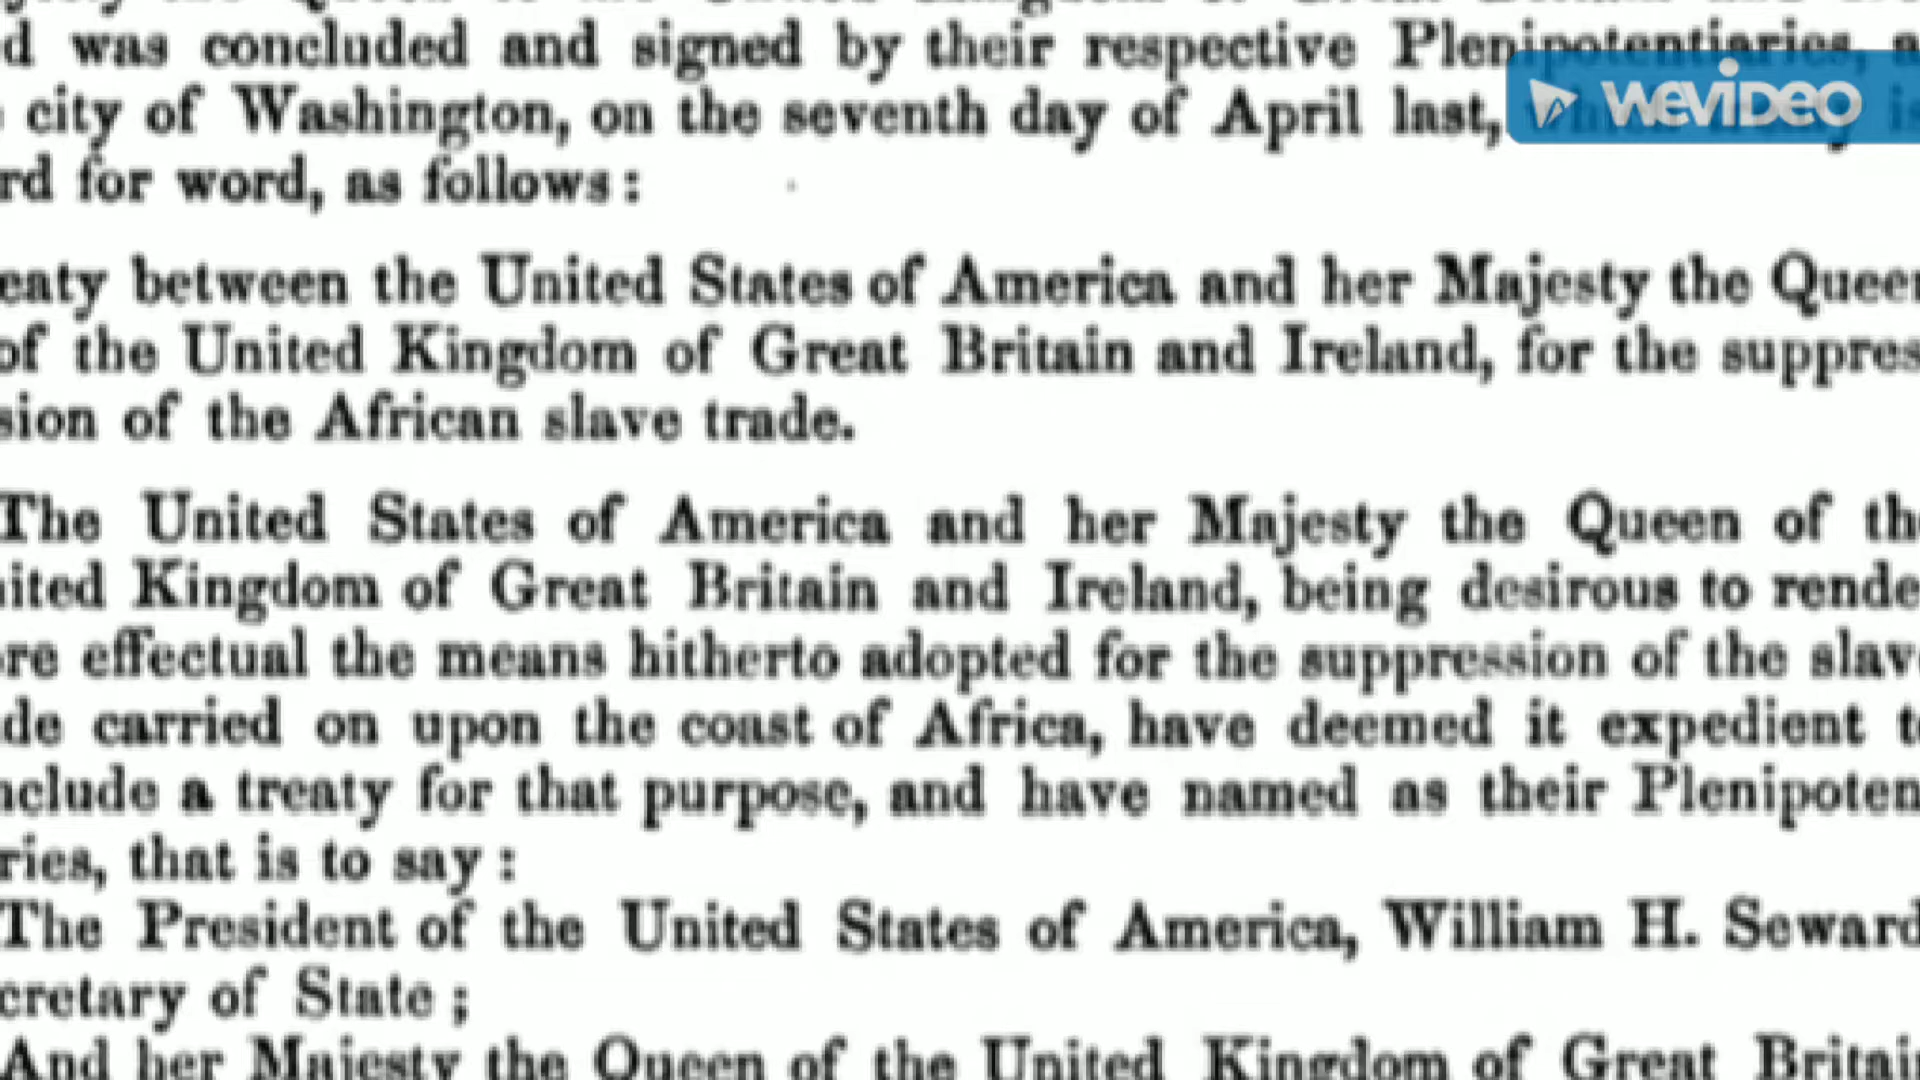 d was concluded and signed by their respective Plenipotentiaries, a
city of Washington, on the seventh day of April last, which
rd for word, as follows:
eaty between the United States of America and her Majesty the Queen
of the United Kingdom of Great Britain and Ireland, for the suppres
sion of the African slave trade.
The United States of America and her Majesty the Queen of th
nited Kingdom of Great Britain and Ireland, being desirous to rende
re effectual the means hitherto adopted for the suppression of the slav
de carried on upon the coast of Africa, have deemed it expedient t
nclude a treaty for that purpose, and have named as their Plenipoten
ries, that is to say:
The President of the United States of America, William H. Seward
cretary of State;
And her Majesty the Queen of the United Kingdom of Great Britain
WEVIDEO